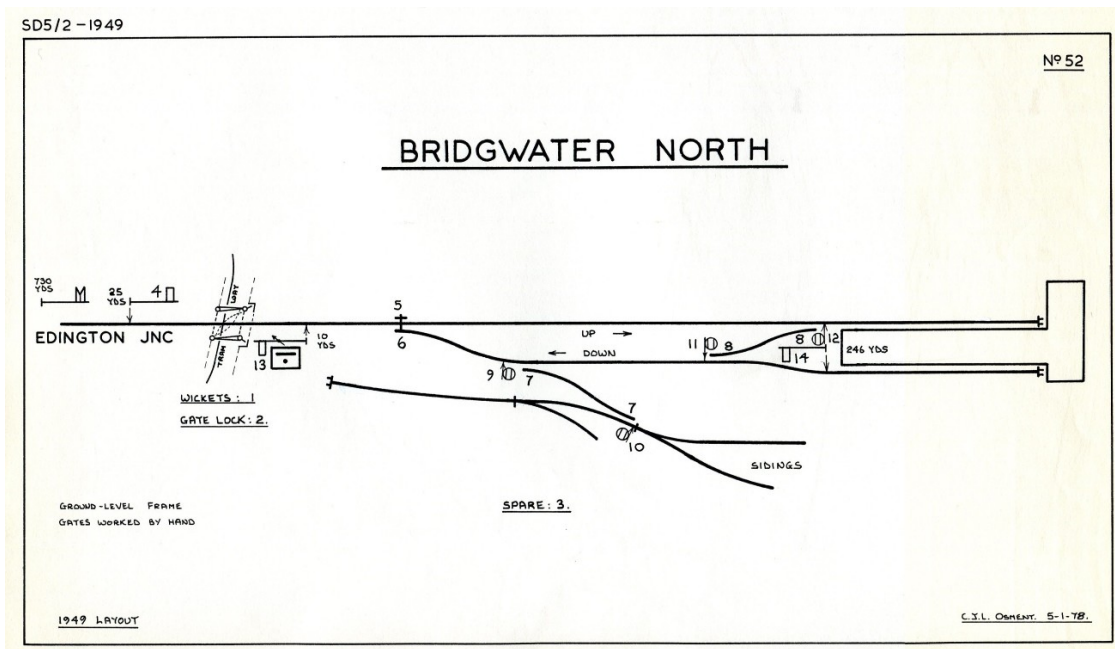 SD5/2 – 1949
Nº 52
BRIDGWATER NORTH
730
YDS
M
25
YDS
4
WAY
TRAM
EDINGTON JNC
13
10
YDS
5
6
UP
DOWN
11
8
8
12
14
246 YDS
9
7
7
10
SIDINGS
WICKETS : 1
GATE LOCK : 2.
SPARE : 3.
GROUND-LEVEL FRAME
GATES WORKED BY HAND
1949 LAYOUT
C.J.L. OSMENT. 5-1-78.